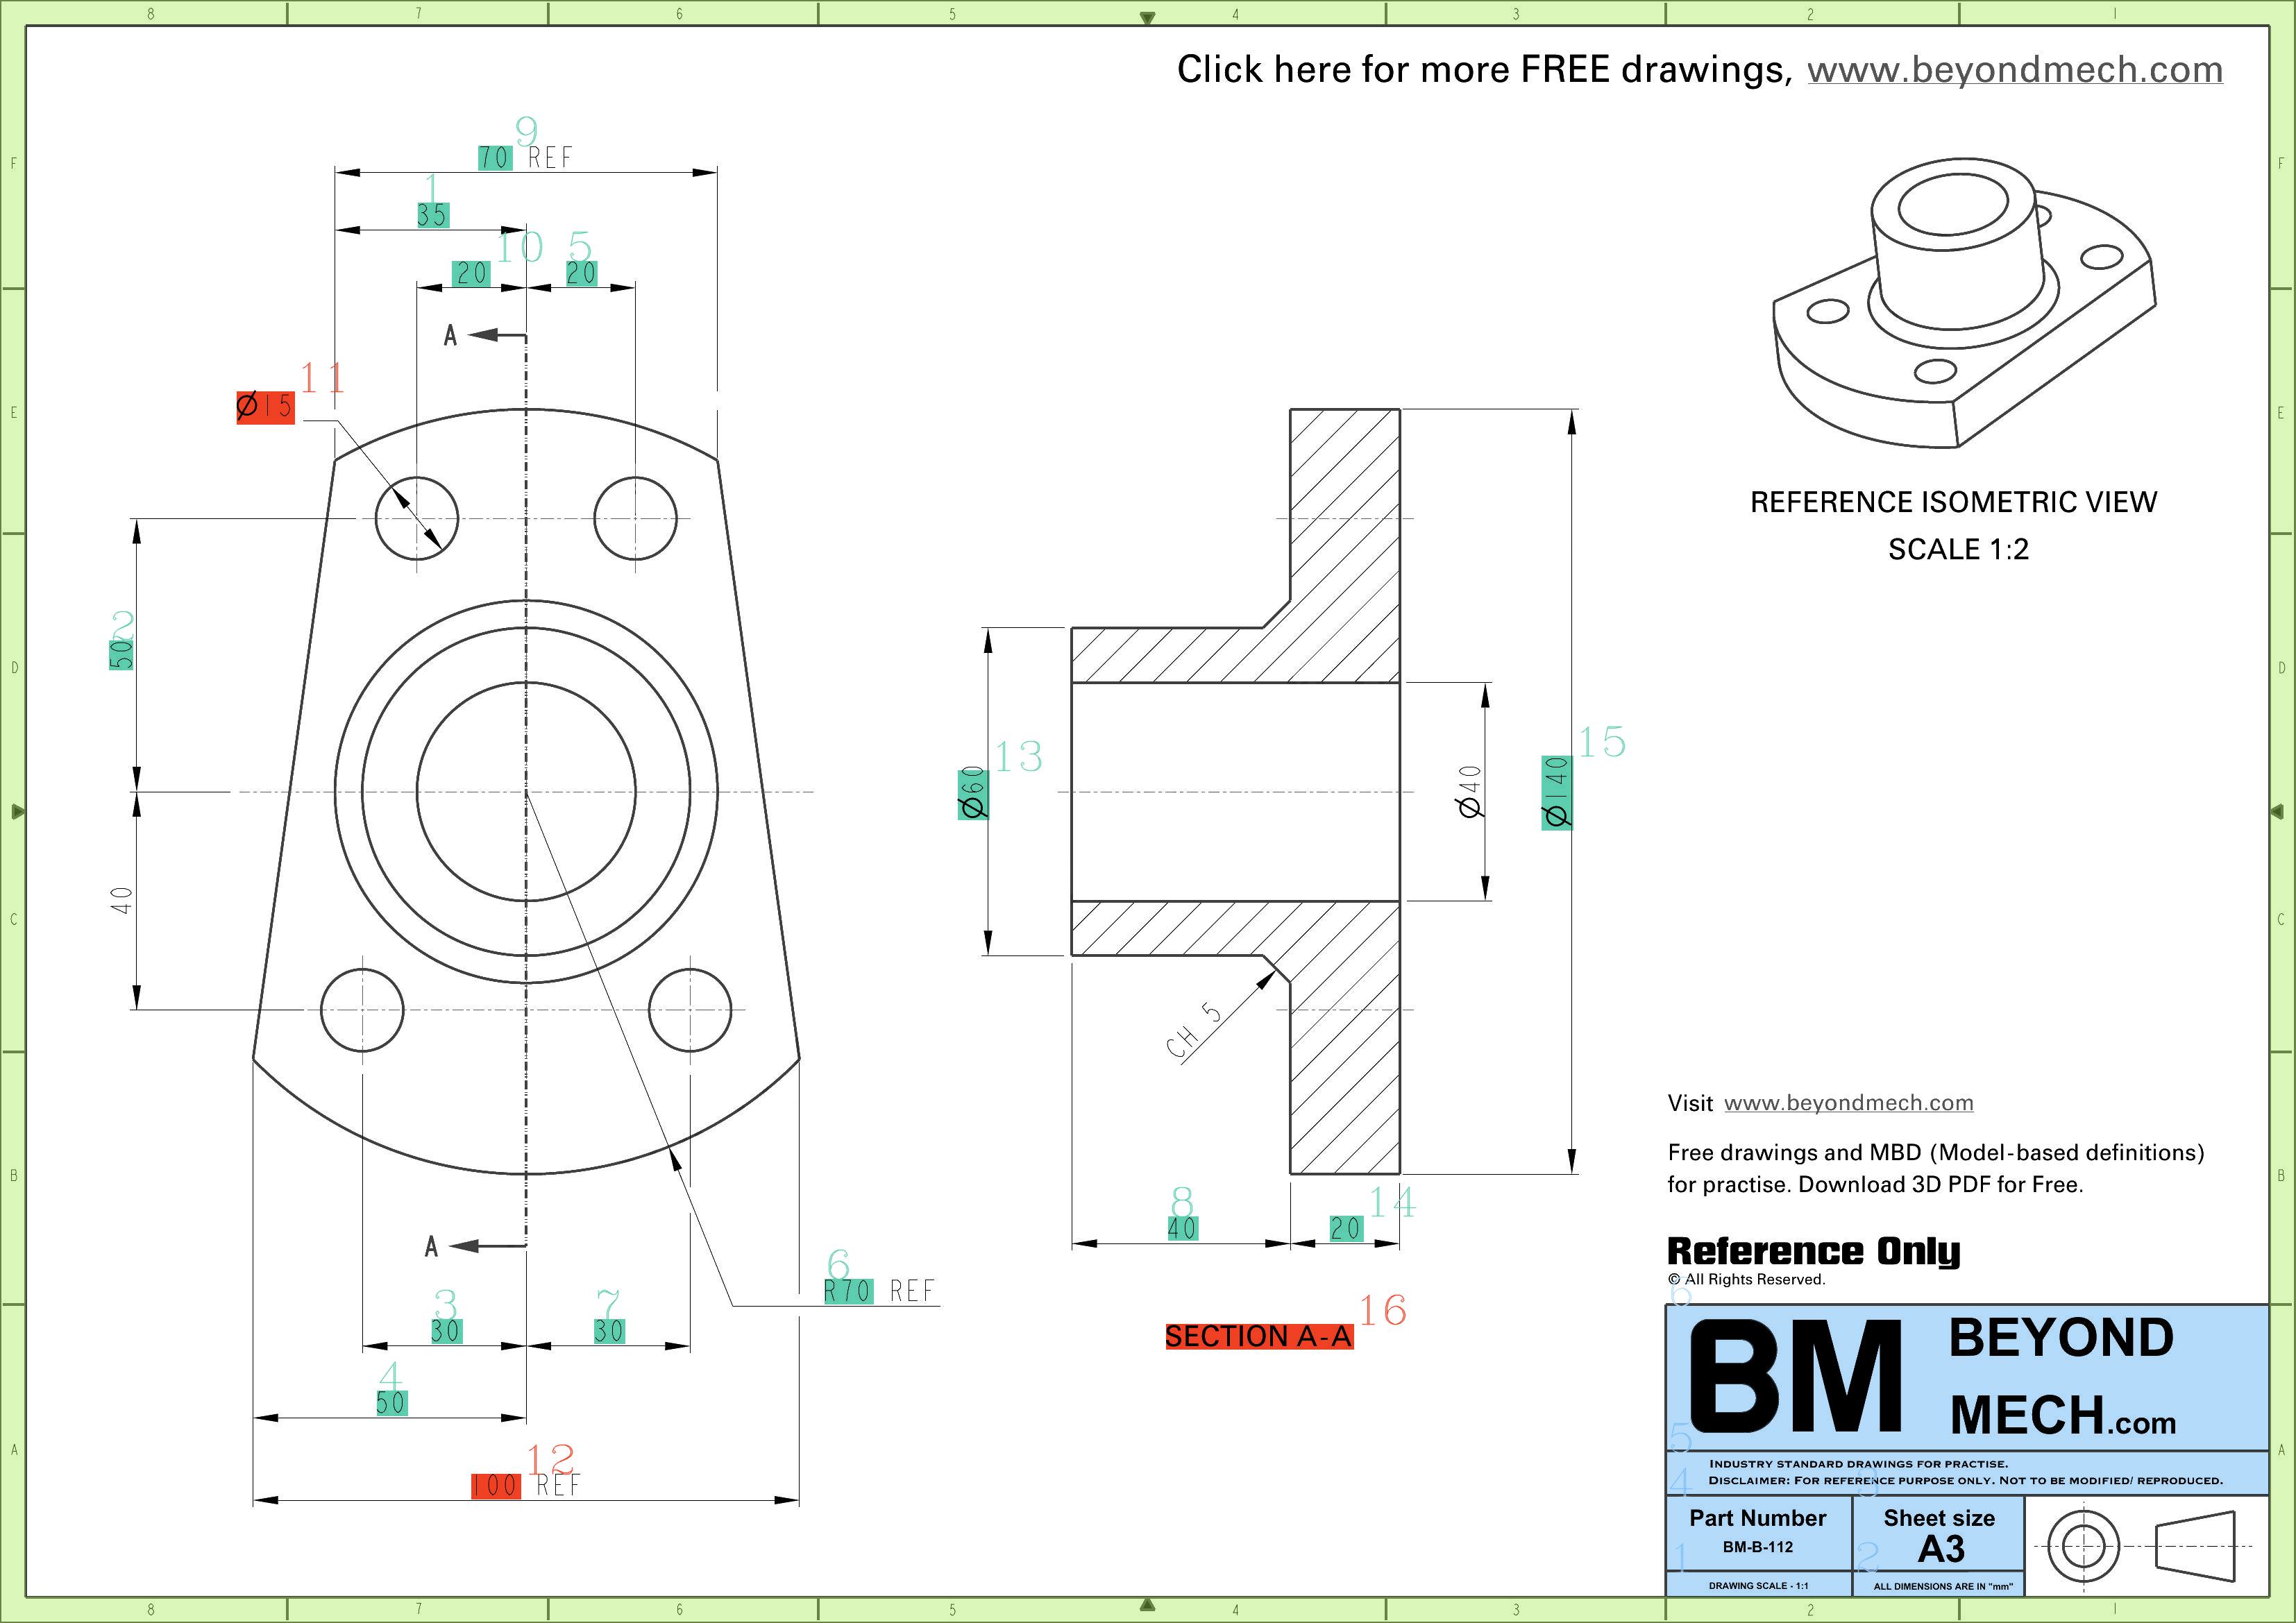 8 7 6 5 4 3 2 1
Click here for more FREE drawings, www.beyondmech.com
9
70 REF
1
35
10 5
20 20
A
11
Ø15
2
50
40
A
3 7
30 30
4
50
12
100 REF
6
R70 REF
13
Ø60
Ø40
15
Ø140
CH 5
8 14
40 20
16
SECTION A-A
REFERENCE ISOMETRIC VIEW
SCALE 1:2
F F
E E
D D
C C
B B
A A
Visit www.beyondmech.com
Free drawings and MBD (Model-based definitions)
for practise. Download 3D PDF for Free.
Reference Only
© All Rights Reserved.
6
BM BEYOND
MECH.com
5
INDUSTRY STANDARD DRAWINGS FOR PRACTISE.
DISCLAIMER: FOR REFERENCE PURPOSE ONLY. NOT TO BE MODIFIED/ REPRODUCED.
4 3
Part Number Sheet size
BM-B-112 A3
1 2
DRAWING SCALE - 1:1 ALL DIMENSIONS ARE IN "mm"
8 7 6 5 4 3 2 1